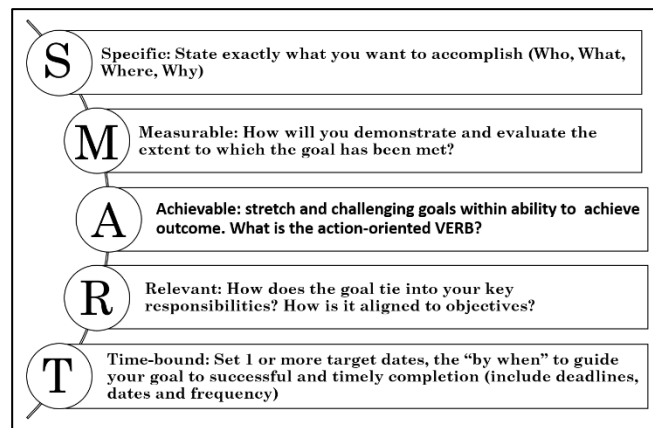 S
Specific: State exactly what you want to accomplish (Who, What,
Where, Why)
M
Measurable: How will you demonstrate and evaluate the
extent to which the goal has been met?
A
Achievable: stretch and challenging goals within ability to achieve
outcome. What is the action-oriented VERB?
R
Relevant: How does the goal tie into your key
responsibilities? How is it aligned to objectives?
T
Time-bound: Set 1 or more target dates, the “by when” to guide
your goal to successful and timely completion (include deadlines,
dates and frequency)